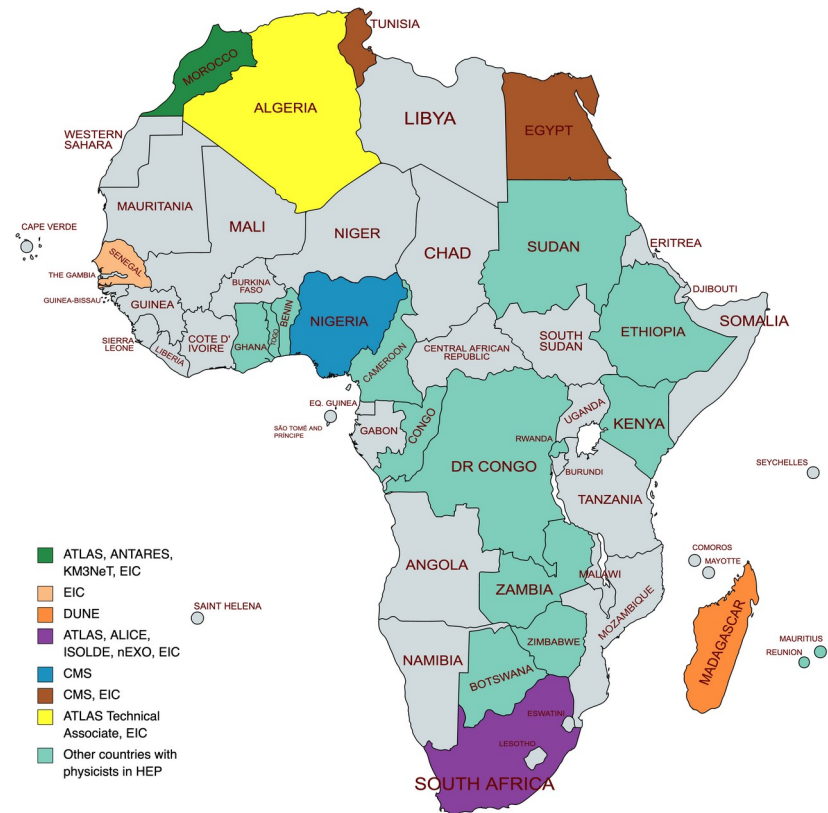 TUNISIA
MOROCCO
ALGERIA
LIBYA
EGYPT
WESTERN
SAHARA
MAURITANIA
MALI
NIGER
CHAD
SUDAN
ERITREA
CAPE VERDE
SENEGAL
THE GAMBIA
GUINEA-BISSAU
GUINEA
BURKINA
FASO
BENIN
NIGERIA
DJIBOUTI
SOMALIA
SIERRA
LEONE
LIBERIA
COTE D'
IVOIRE
GHANA
TOGO
CAMEROON
CENTRAL AFRICAN
REPUBLIC
SOUTH
SUDAN
ETHIOPIA
EQ. GUINEA
SÃO TOMÉ AND
PRÍNCIPE
GABON
CONGO
DR CONGO
UGANDA
KENYA
RWANDA
BURUNDI
TANZANIA
SEYCHELLES
ANGOLA
ZAMBIA
MALAWI
MOZAMBIQUE
COMOROS
MAYOTTE
SAINT HELENA
NAMIBIA
ZIMBABWE
BOTSWANA
MADAGASCAR
MAURITIUS
REUNION
ESWATINI
LESOTHO
SOUTH AFRICA
ATLAS, ANTARES,
KM3NeT, EIC
EIC
DUNE
ATLAS, ALICE,
ISOLDE, nEXO, EIC
CMS
CMS, EIC
ATLAS Technical
Associate, EIC
Other countries with
physicists in HEP